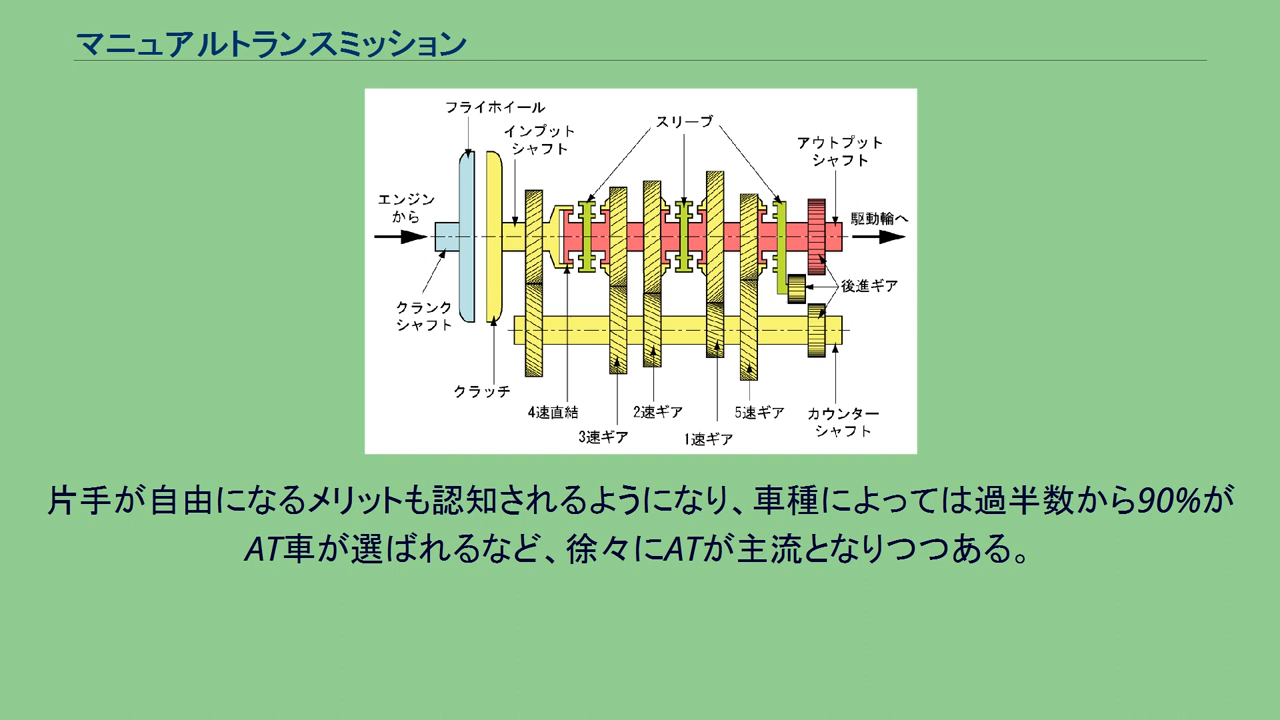 マニュアルトランスミッション
フライホイール
インプット
シャフト
スリーブ
アウトプット
シャフト
エンジン
から
駆動輪へ
クランク
シャフト
後進ギア
クラッチ
4速直結
3速ギア
2速ギア
1速ギア
5速ギア
カウンター
シャフト
片手が自由になるメリットも認知されるようになり、車種によっては過半数から90%が
AT車が選ばれるなど、徐々にATが主流となりつつある。